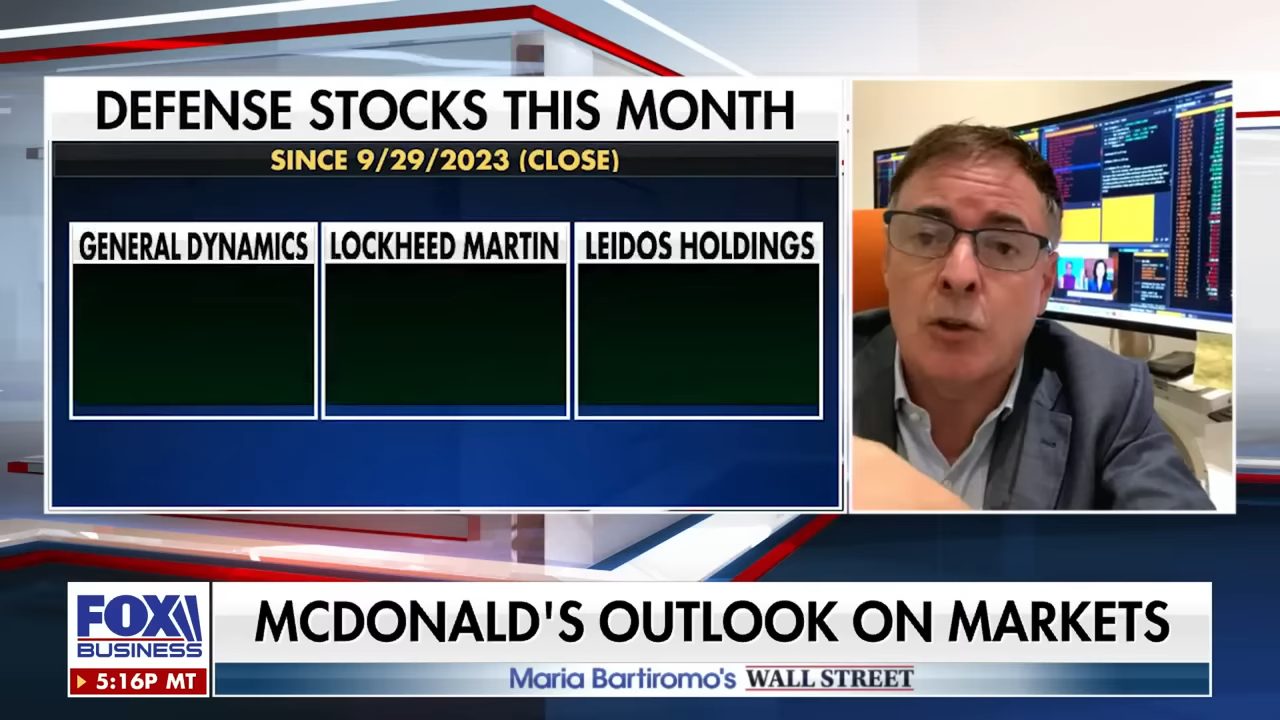 DEFENSE STOCKS THIS MONTH
SINCE 9/29/2023 (CLOSE)
GENERAL DYNAMICS
LOCKHEED MARTIN
LEIDOS HOLDINGS
FOX
BUSINESS
5:16P MT
MCDONALD'S OUTLOOK ON MARKETS
Maria Bartiromo's WALL STREET